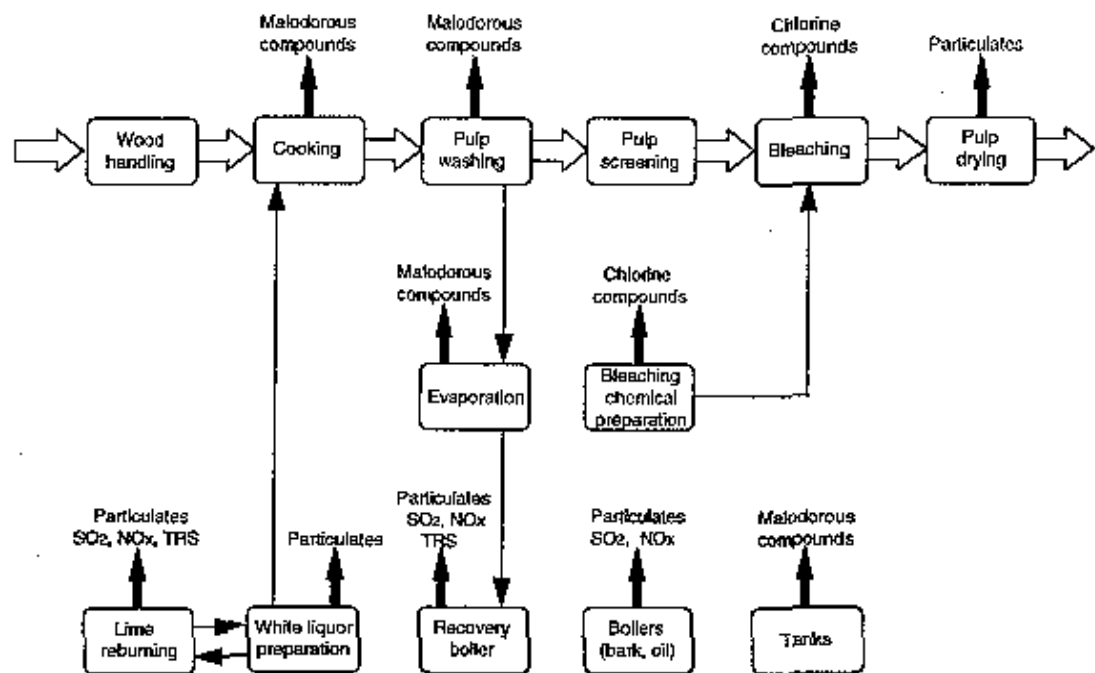 Malodorous
compounds
Malodorous
compounds
Chlorine
compounds
Particulates
Wood
handling
Cooking
Pulp
washing
Pulp
screening
Bleaching
Pulp
drying
Malodorous
compounds
Chlorine
compounds
Evaporation
Bleaching
chemical
preparation
Particulates
SO2, NOx, TRS
Particulates
Particulates
SO2, NOx
TRS
Particulates
SO2, NOx
Malodorous
compounds
Lime
reburning
White liquor
preparation
Recovery
boiler
Boilers
(bark, oil)
Tanks